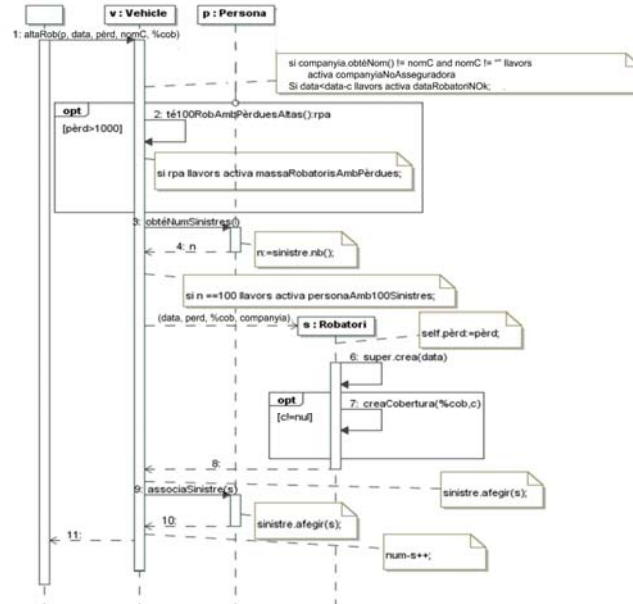 v : Vehicle
p : Persona
1: altaRob(p, data, pèrd, nomC, %cob)
si companyia.obtéNom() != nomC and nomC != "" llavors
activa companyiaNoAsseguradora
Si data<data-c llavors activa dataRobatoriNOk;
opt
[pèrd>1000]
2: té100RobAmbPèrduesAltas():rpa
si rpa llavors activa massaRobatorisAmbPèrdues;
3: obtéNumSinistres()
4: n
n:=sinistre.nb();
si n ==100 llavors activa personaAmb100Sinistres;
(data, perd, %cob, companyia)
s : Robatori
self.pèrd:=pèrd;
6: super.crea(data)
opt
[c!=nul]
7: creaCobertura(%cob,c)
8:
sinistre.afegir(s);
9: associaSinistre(s)
10:
sinistre.afegir(s);
11:
num-s++;